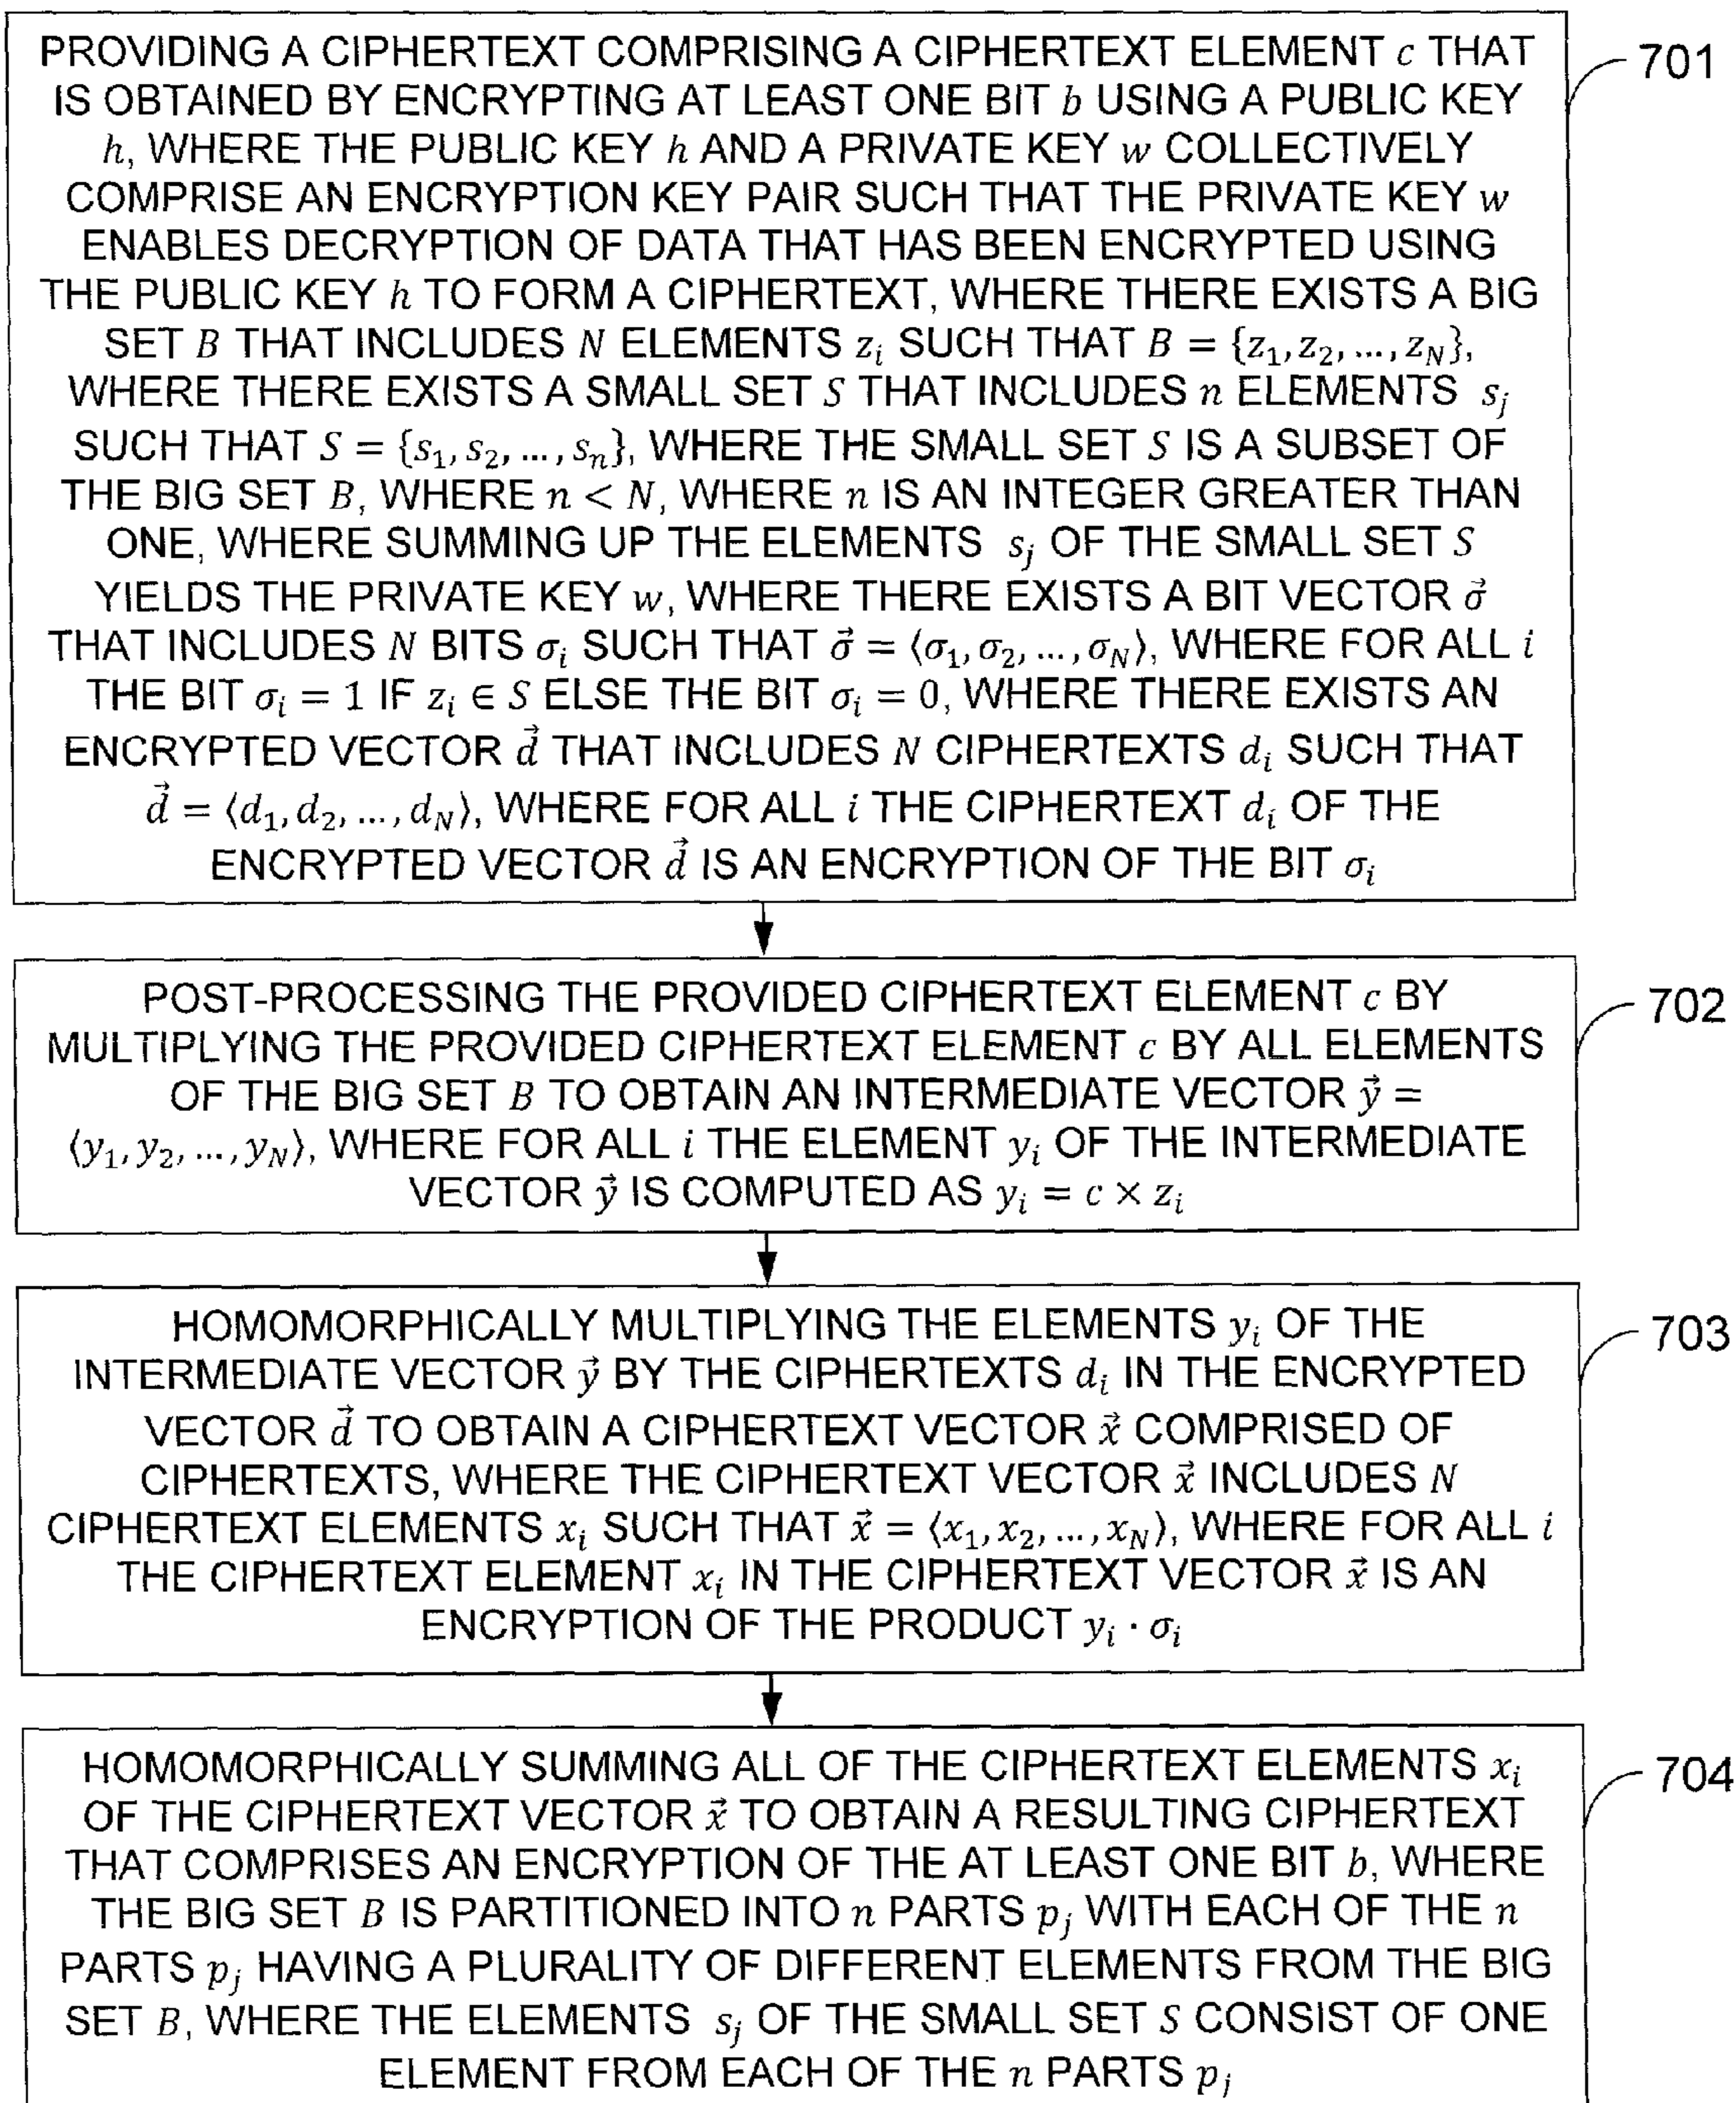 PROVIDING A CIPHERTEXT COMPRISING A CIPHERTEXT ELEMENT c THAT
701
IS OBTAINED BY ENCRYPTING AT LEAST ONE BIT b USING A PUBLIC KEY
h, WHERE THE PUBLIC KEY h AND A PRIVATE KEY w COLLECTIVELY
COMPRISE AN ENCRYPTION KEY PAIR SUCH THAT THE PRIVATE KEY w
ENABLES DECRYPTION OF DATA THAT HAS BEEN ENCRYPTED USING
THE PUBLIC KEY h TO FORM A CIPHERTEXT, WHERE THERE EXISTS A BIG
SET B THAT INCLUDES N ELEMENTS z_i SUCH THAT B = {z_1, z_2, ..., z_N},
WHERE THERE EXISTS A SMALL SET S THAT INCLUDES n ELEMENTS s_j
SUCH THAT S = {s_1, s_2, ..., s_n}, WHERE THE SMALL SET S IS A SUBSET OF
THE BIG SET B, WHERE n < N, WHERE n IS AN INTEGER GREATER THAN
ONE, WHERE SUMMING UP THE ELEMENTS s_j OF THE SMALL SET S
YIELDS THE PRIVATE KEY w, WHERE THERE EXISTS A BIT VECTOR σ⃗
THAT INCLUDES N BITS σ_i SUCH THAT σ⃗ = ⟨σ_1, σ_2, ..., σ_N⟩, WHERE FOR ALL i
THE BIT σ_i = 1 IF z_i ∈ S ELSE THE BIT σ_i = 0, WHERE THERE EXISTS AN
ENCRYPTED VECTOR d⃗ THAT INCLUDES N CIPHERTEXTS d_i SUCH THAT
d⃗ = ⟨d_1, d_2, ..., d_N⟩, WHERE FOR ALL i THE CIPHERTEXT d_i OF THE
ENCRYPTED VECTOR d⃗ IS AN ENCRYPTION OF THE BIT σ_i
POST-PROCESSING THE PROVIDED CIPHERTEXT ELEMENT c BY
702
MULTIPLYING THE PROVIDED CIPHERTEXT ELEMENT c BY ALL ELEMENTS
OF THE BIG SET B TO OBTAIN AN INTERMEDIATE VECTOR y⃗ =
⟨y_1, y_2, ..., y_N⟩, WHERE FOR ALL i THE ELEMENT y_i OF THE INTERMEDIATE
VECTOR y⃗ IS COMPUTED AS y_i = c × z_i
HOMOMORPHICALLY MULTIPLYING THE ELEMENTS y_i OF THE
703
INTERMEDIATE VECTOR y⃗ BY THE CIPHERTEXTS d_i IN THE ENCRYPTED
VECTOR d⃗ TO OBTAIN A CIPHERTEXT VECTOR x⃗ COMPRISED OF
CIPHERTEXTS, WHERE THE CIPHERTEXT VECTOR x⃗ INCLUDES N
CIPHERTEXT ELEMENTS x_i SUCH THAT x⃗ = ⟨x_1, x_2, ..., x_N⟩, WHERE FOR ALL i
THE CIPHERTEXT ELEMENT x_i IN THE CIPHERTEXT VECTOR x⃗ IS AN
ENCRYPTION OF THE PRODUCT y_i · σ_i
HOMOMORPHICALLY SUMMING ALL OF THE CIPHERTEXT ELEMENTS x_i
704
OF THE CIPHERTEXT VECTOR x⃗ TO OBTAIN A RESULTING CIPHERTEXT
THAT COMPRISES AN ENCRYPTION OF THE AT LEAST ONE BIT b, WHERE
THE BIG SET B IS PARTITIONED INTO n PARTS p_j WITH EACH OF THE n
PARTS p_j HAVING A PLURALITY OF DIFFERENT ELEMENTS FROM THE BIG
SET B, WHERE THE ELEMENTS s_j OF THE SMALL SET S CONSIST OF ONE
ELEMENT FROM EACH OF THE n PARTS p_j